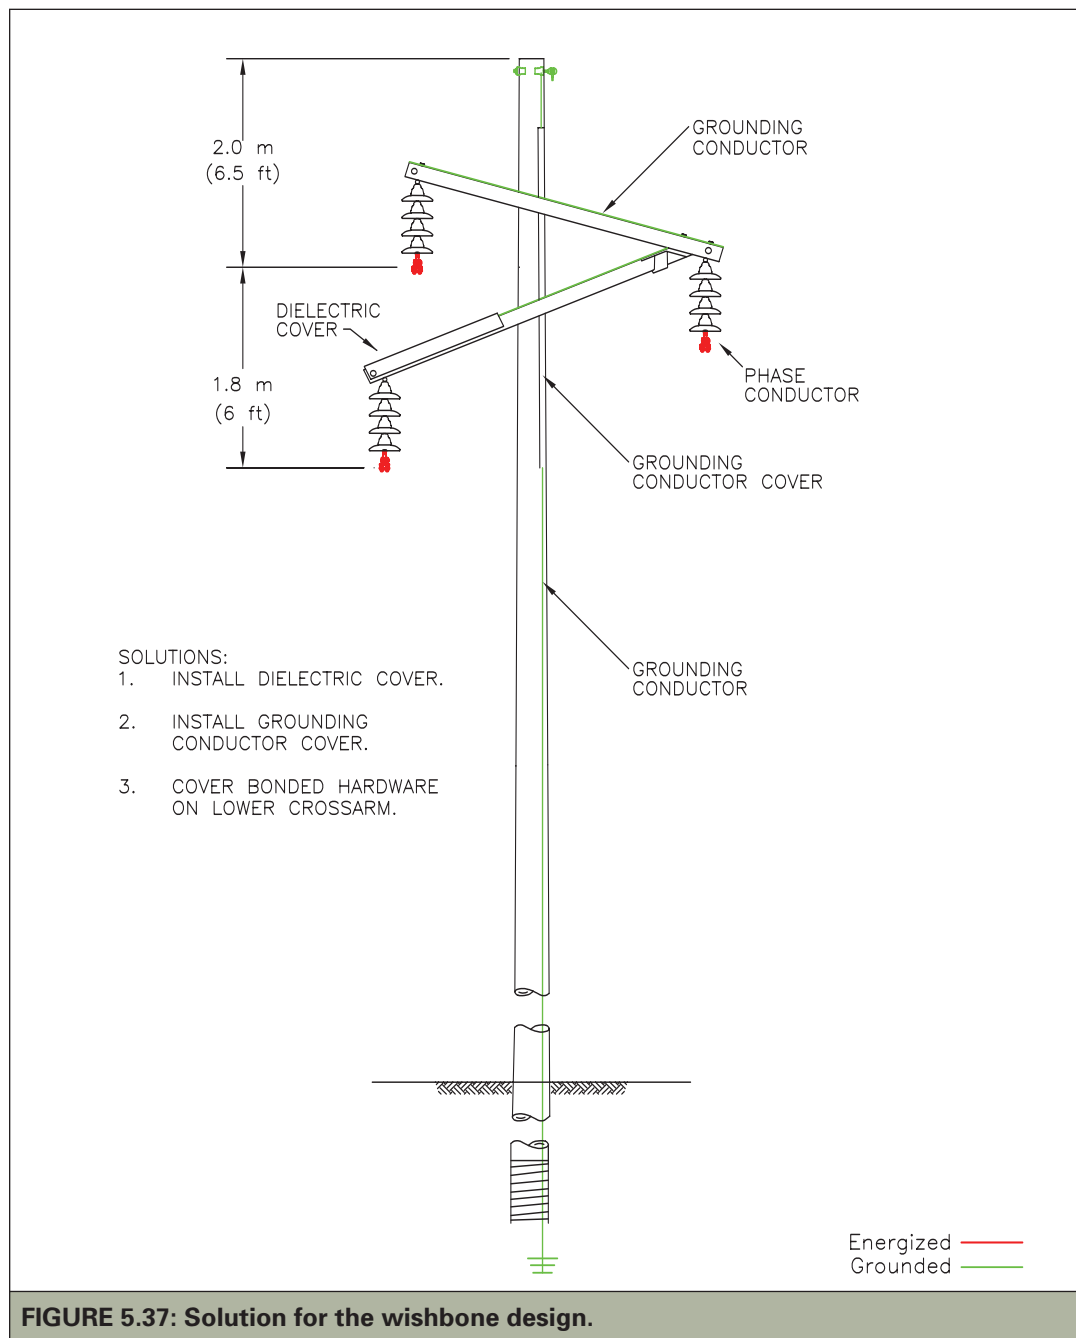 2.0 m
(6.5 ft)
GROUNDING
CONDUCTOR
DIELECTRIC
COVER
1.8 m
(6 ft)
PHASE
CONDUCTOR
GROUNDING
CONDUCTOR COVER
GROUNDING
CONDUCTOR
SOLUTIONS:
1. INSTALL DIELECTRIC COVER.
2. INSTALL GROUNDING
CONDUCTOR COVER.
3. COVER BONDED HARDWARE
ON LOWER CROSSARM.
Energized
Grounded
FIGURE 5.37: Solution for the wishbone design.